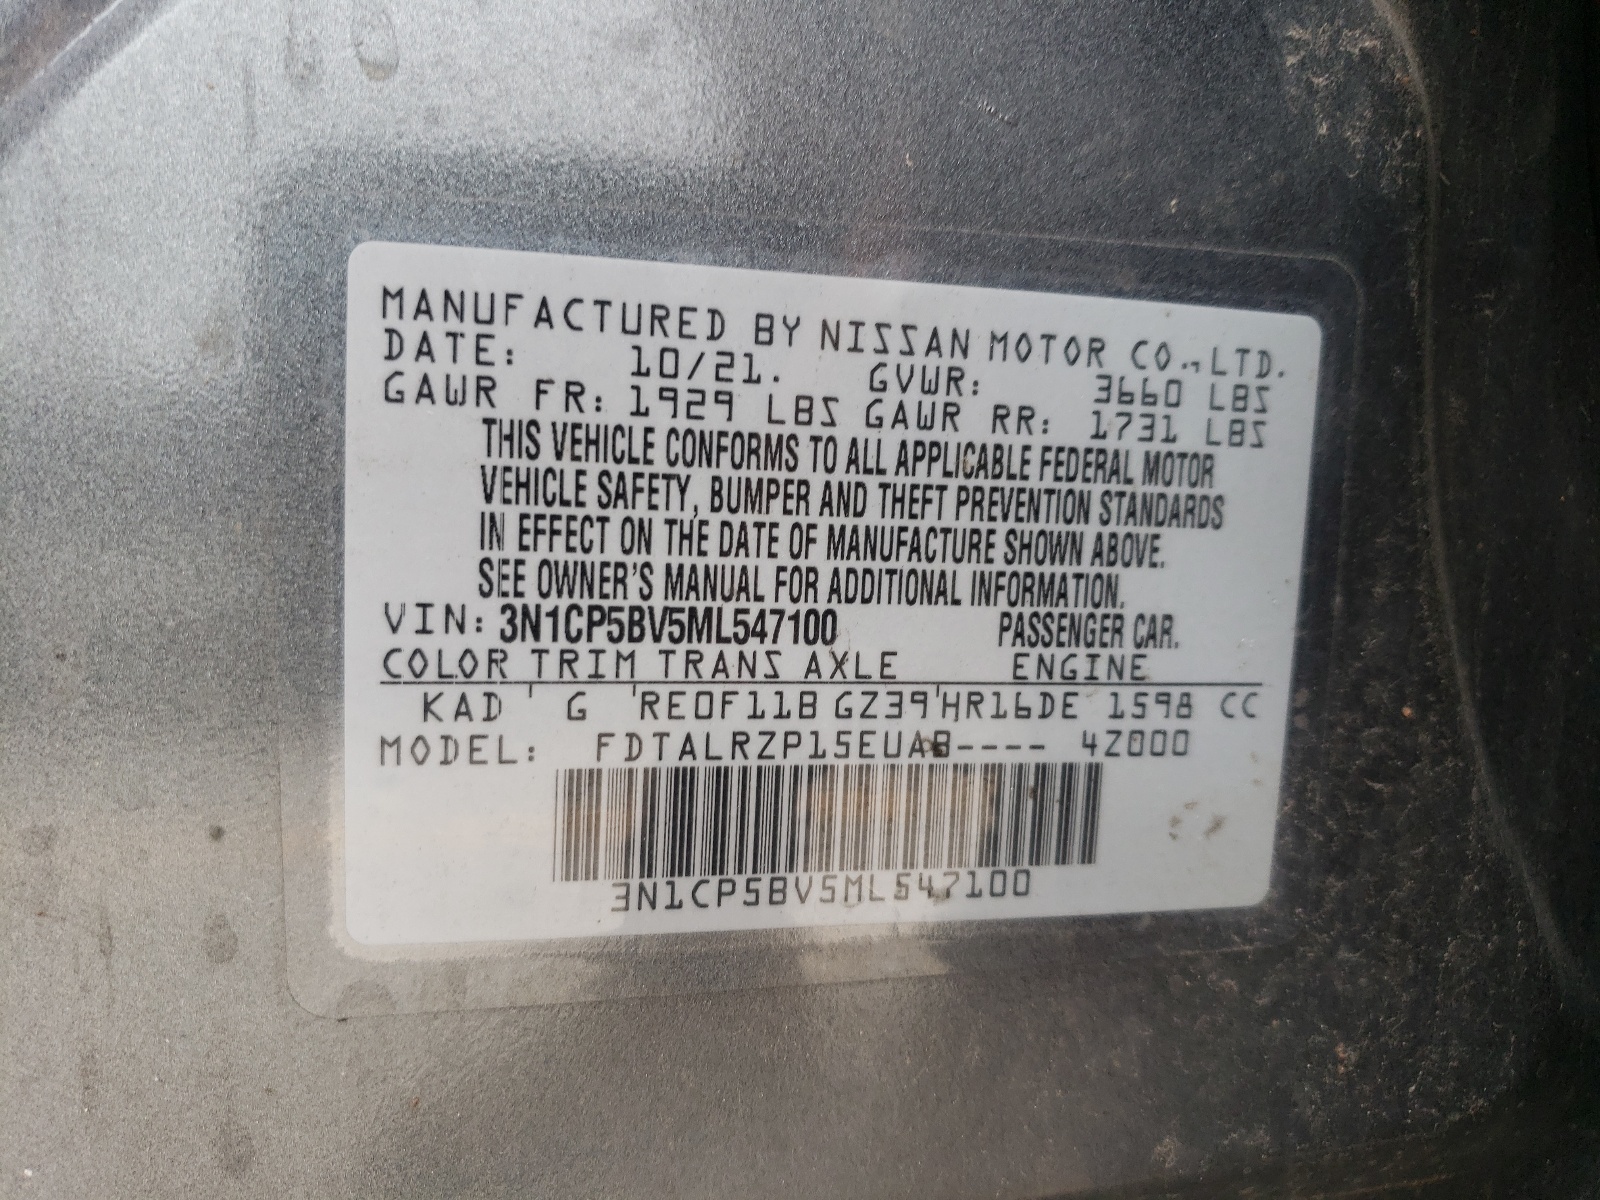 MANUFACTURED BY NISSAN MOTOR CO., LTD.
DATE: 10/21. GVWR: 3660 LBS
GAWR FR: 1929 LBS GAWR RR: 1731 LBS
THIS VEHICLE CONFORMS TO ALL APPLICABLE FEDERAL MOTOR
VEHICLE SAFETY, BUMPER AND THEFT PREVENTION STANDARDS
IN EFFECT ON THE DATE OF MANUFACTURE SHOWN ABOVE.
SEE OWNER'S MANUAL FOR ADDITIONAL INFORMATION.
VIN: 3N1CP5BV5ML547100 PASSENGER CAR.
COLOR TRIM TRANS AXLE ENGINE
KAD ' G 'RE0F11B GZ39'HR16DE 1598 CC
MODEL: FDTALRZP15EUAB---- 4Z000
3N1CP5BV5ML547100